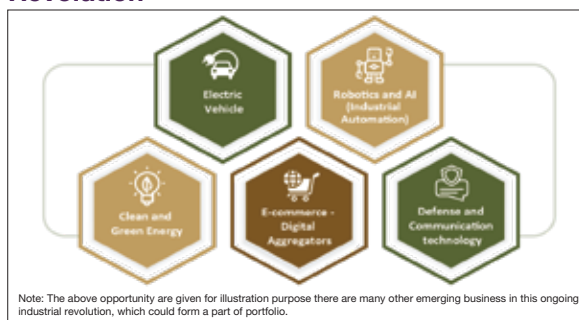 Revolution
Electric
Vehicle
Robotics and AI
(Industrial
Automation)
Clean and
Green Energy
E-commerce -
Digital
Aggregators
Defense and
Communication
technology
Note: The above opportunity are given for illustration purpose there are many other emerging business in this ongoing
industrial revolution, which could form a part of portfolio.